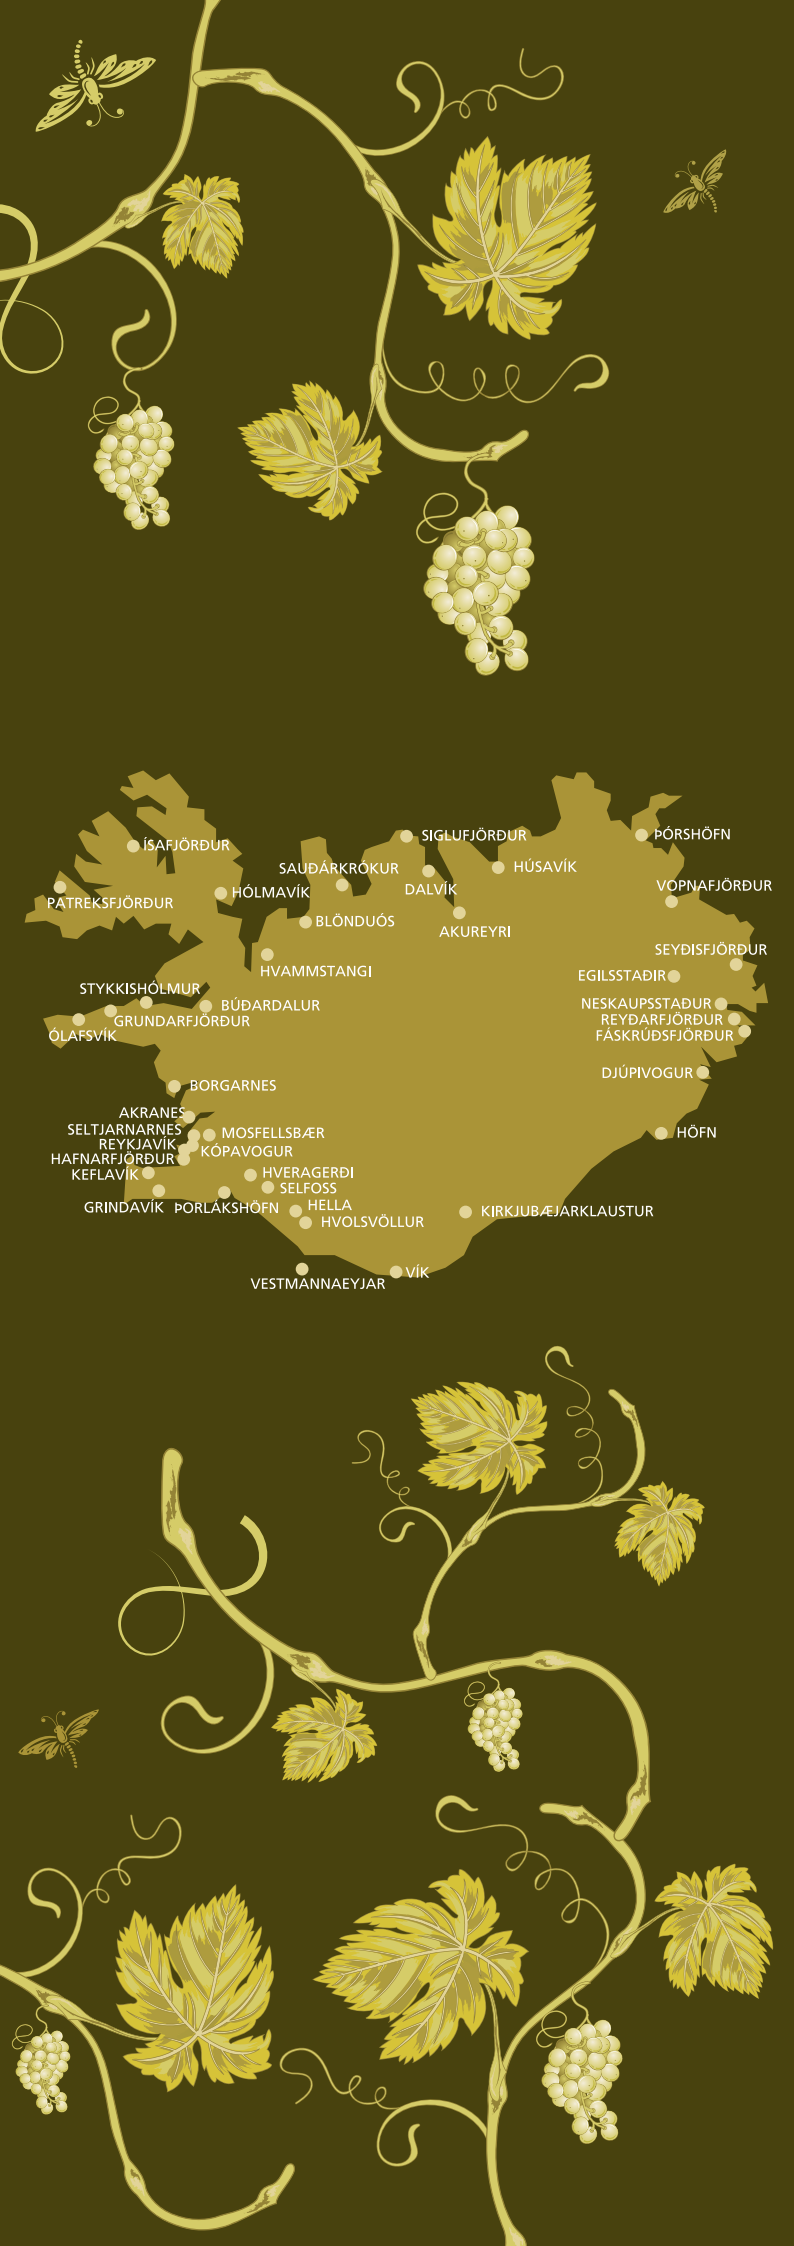 SIGLUFJÖRÐUR
ÞÓRSHÖFN
ÍSAFJÖRÐUR
SAUÐÁRKRÓKUR
HÚSAVÍK
DALVÍK
VOPNAFJÖRÐUR
HÓLMAVÍK
PATREKSFJÖRÐUR
BLÖNDUÓS
AKUREYRI
SEYÐISFJÖRÐUR
HVAMMSTANGI
EGILSSTAÐIR
STYKKISHÓLMUR
BÚÐARDALUR
NESKAUPSSTAÐUR
GRUNDARFJÖRÐUR
REYÐARFJÖRÐUR
ÓLAFSVÍK
FÁSKRÚÐSFJÖRÐUR
DJÚPIVOGUR
BORGARNES
AKRANES
SELTJARNARNES
MOSFELLSBÆR
HÖFN
REYKJAVÍK
KÓPAVOGUR
HAFNARFJÖRÐUR
KEFLAVÍK
HVERAGERÐI
SELFOSS
GRINDAVÍK
ÞORLÁKSHÖFN
HELLA
KIRKJUBÆJARKLAUSTUR
HVOLSVÖLLUR
VÍK
VESTMANNAEYJAR